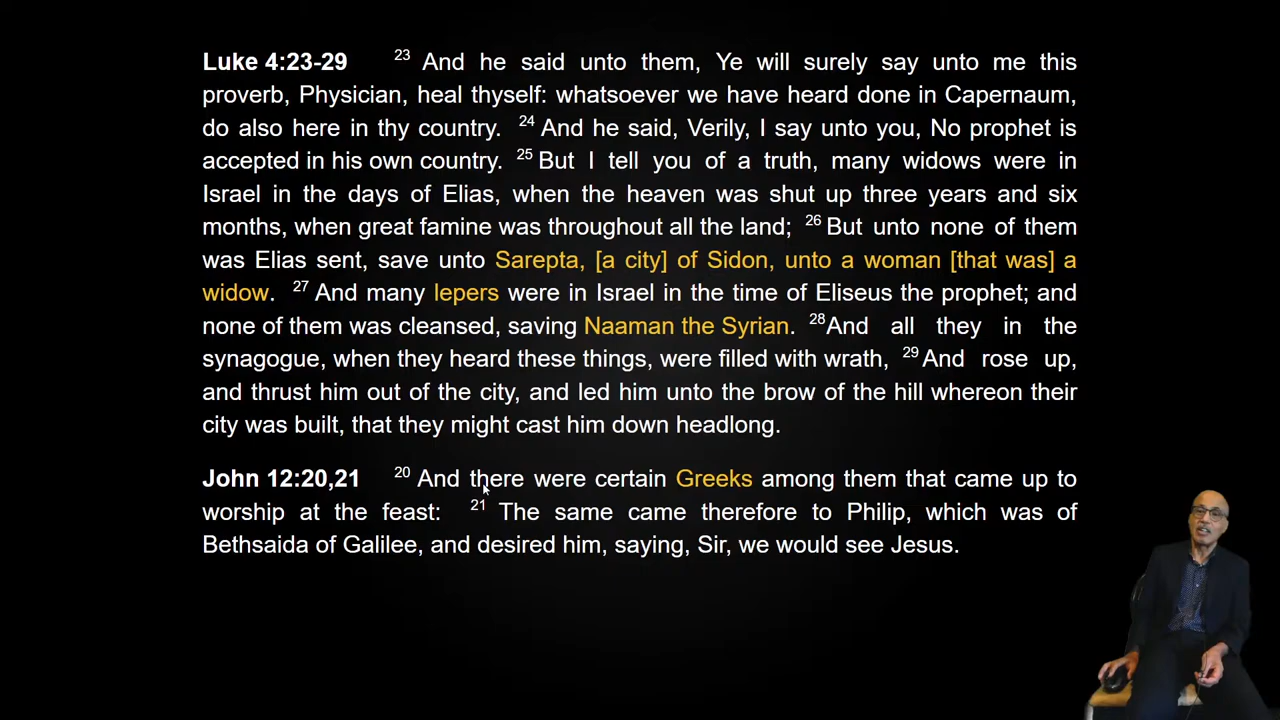 Luke 4:23-29 23 And he said unto them, Ye will surely say unto me this
proverb, Physician, heal thyself: whatsoever we have heard done in Capernaum,
do also here in thy country. 24 And he said, Verily, I say unto you, No prophet is
accepted in his own country. 25 But I tell you of a truth, many widows were in
Israel in the days of Elias, when the heaven was shut up three years and six
months, when great famine was throughout all the land; 26 But unto none of them
was Elias sent, save unto Sarepta, [a city] of Sidon, unto a woman [that was] a
widow. 27 And many lepers were in Israel in the time of Eliseus the prophet; and
none of them was cleansed, saving Naaman the Syrian. 28 And all they in the
synagogue, when they heard these things, were filled with wrath, 29 And rose up,
and thrust him out of the city, and led him unto the brow of the hill whereon their
city was built, that they might cast him down headlong.
John 12:20,21 20 And there were certain Greeks among them that came up to
worship at the feast: 21 The same came therefore to Philip, which was of
Bethsaida of Galilee, and desired him, saying, Sir, we would see Jesus.